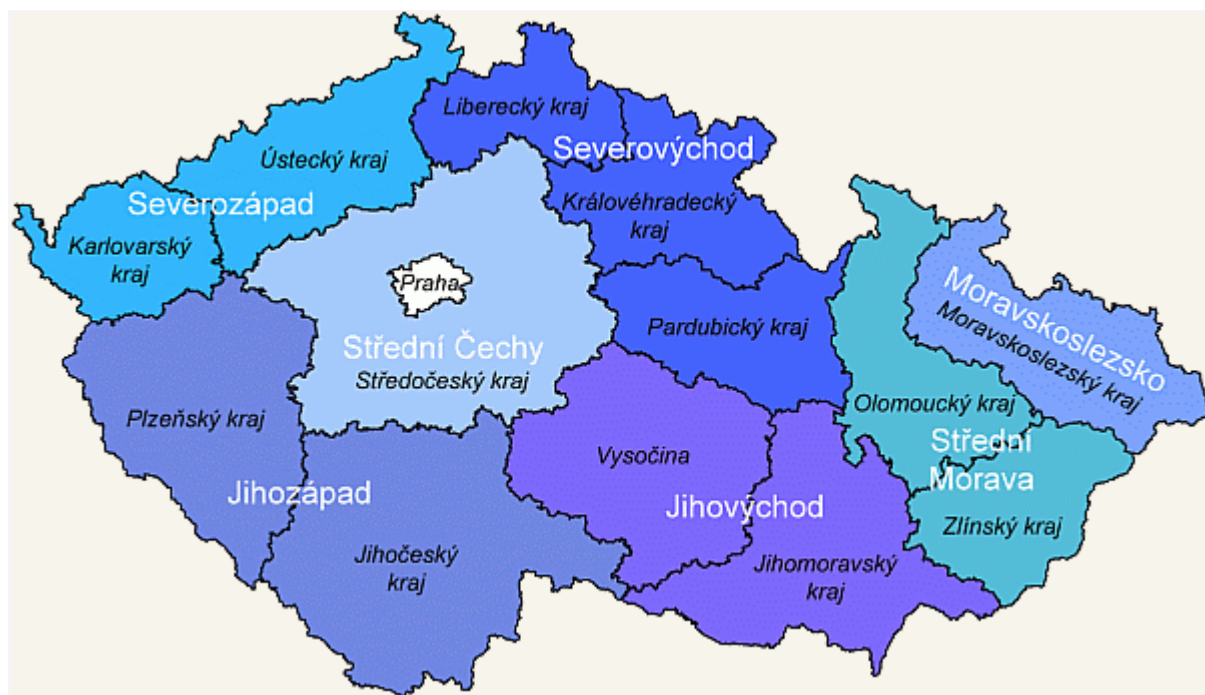 Liberecký kraj
Severovýchod
Ústecký kraj
Severozápad
Královéhradecký
kraj
Karlovarský
kraj
Praha
Moravskoslezsko
Moravskoslezský kraj
Pardubický kraj
Střední Čechy
Středočeský kraj
Plzeňský kraj
Olomoucký kraj
Střední
Morava
Vysočina
Jihozápad
Jihovýchod
Zlínský kraj
Jihočeský
kraj
Jihomoravský
kraj